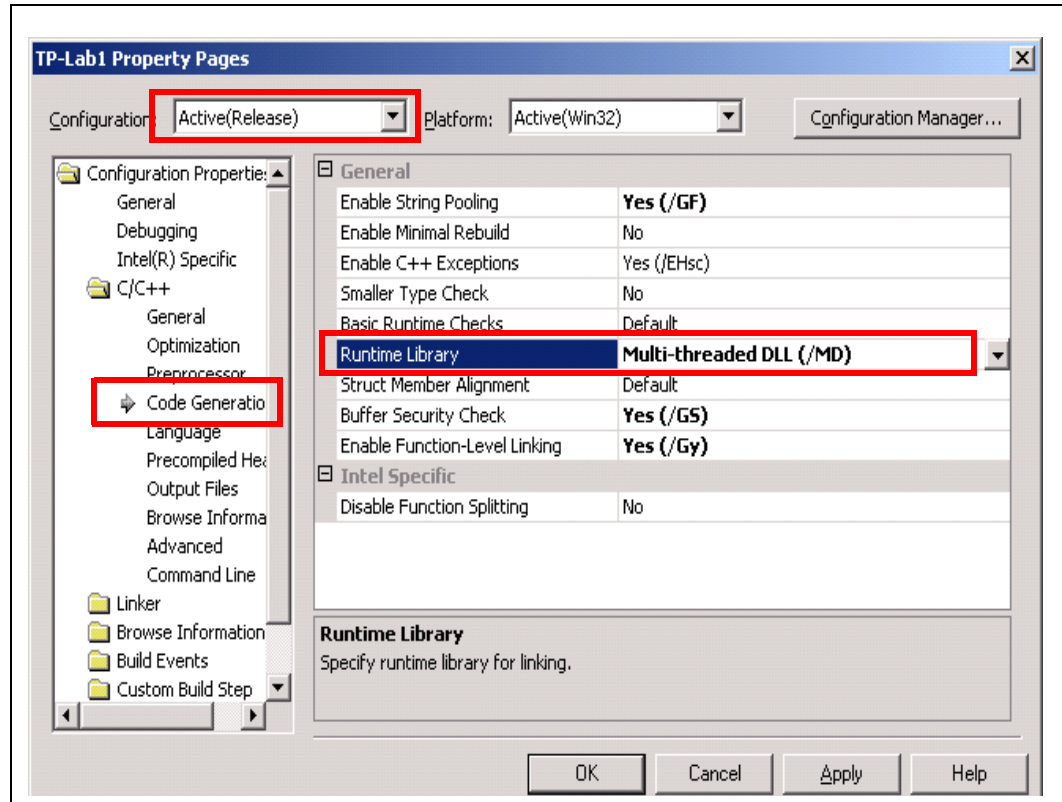 TP-Lab1 Property Pages
Configuration: Active(Release) Platform: Active(Win32) Configuration Manager...
Configuration Propertie
General
Debugging
Intel(R) Specific
C/C++
General
Optimization
Preprocessor
Code Generatio
Language
Precompiled Hea
Output Files
Browse Informa
Advanced
Command Line
Linker
Browse Information
Build Events
Custom Build Step
General
Enable String Pooling Yes (/GF)
Enable Minimal Rebuild No
Enable C++ Exceptions Yes (/EHsc)
Smaller Type Check No
Basic Runtime Checks Default
Runtime Library Multi-threaded DLL (/MD)
Struct Member Alignment Default
Buffer Security Check Yes (/GS)
Enable Function-Level Linking Yes (/Gy)
Intel Specific
Disable Function Splitting No
Runtime Library
Specify runtime library for linking.
OK Cancel Apply Help